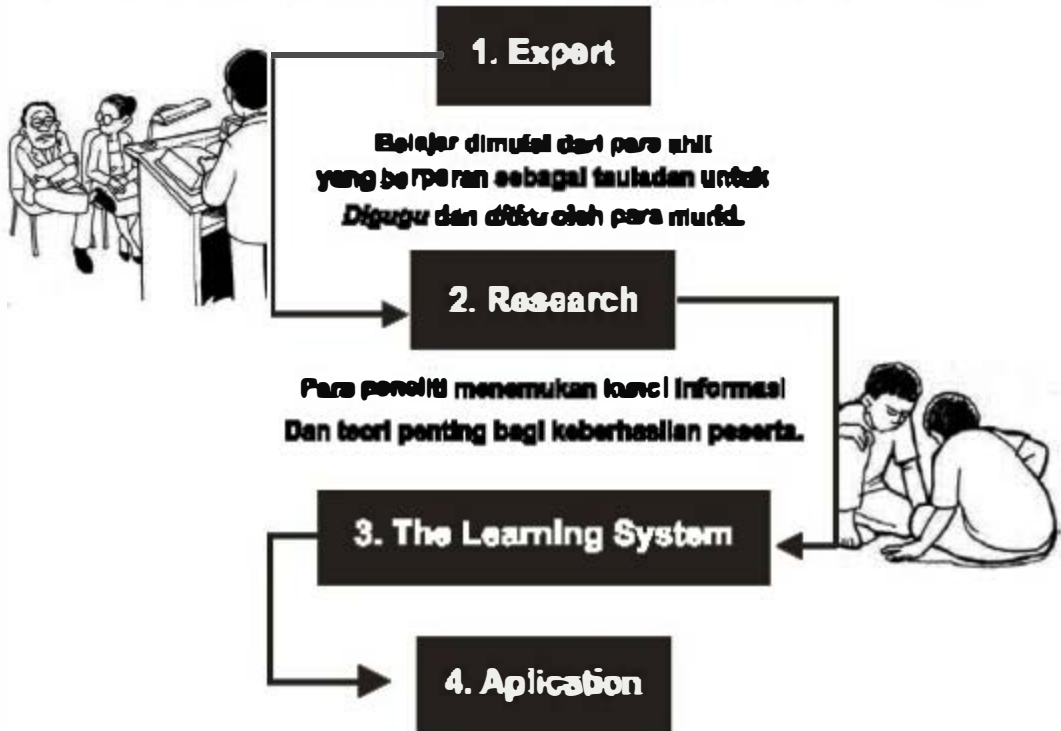 1. Expert
Belajar dimulai dari para ahli
yang berperan sebagai tauladan untuk
Digugu dan ditiru oleh para murid.
2. Research
Para peneliti menemukan kunci informasi
Dan teori penting bagi keberhasilan peserta.
3. The Learning System
4. Aplication